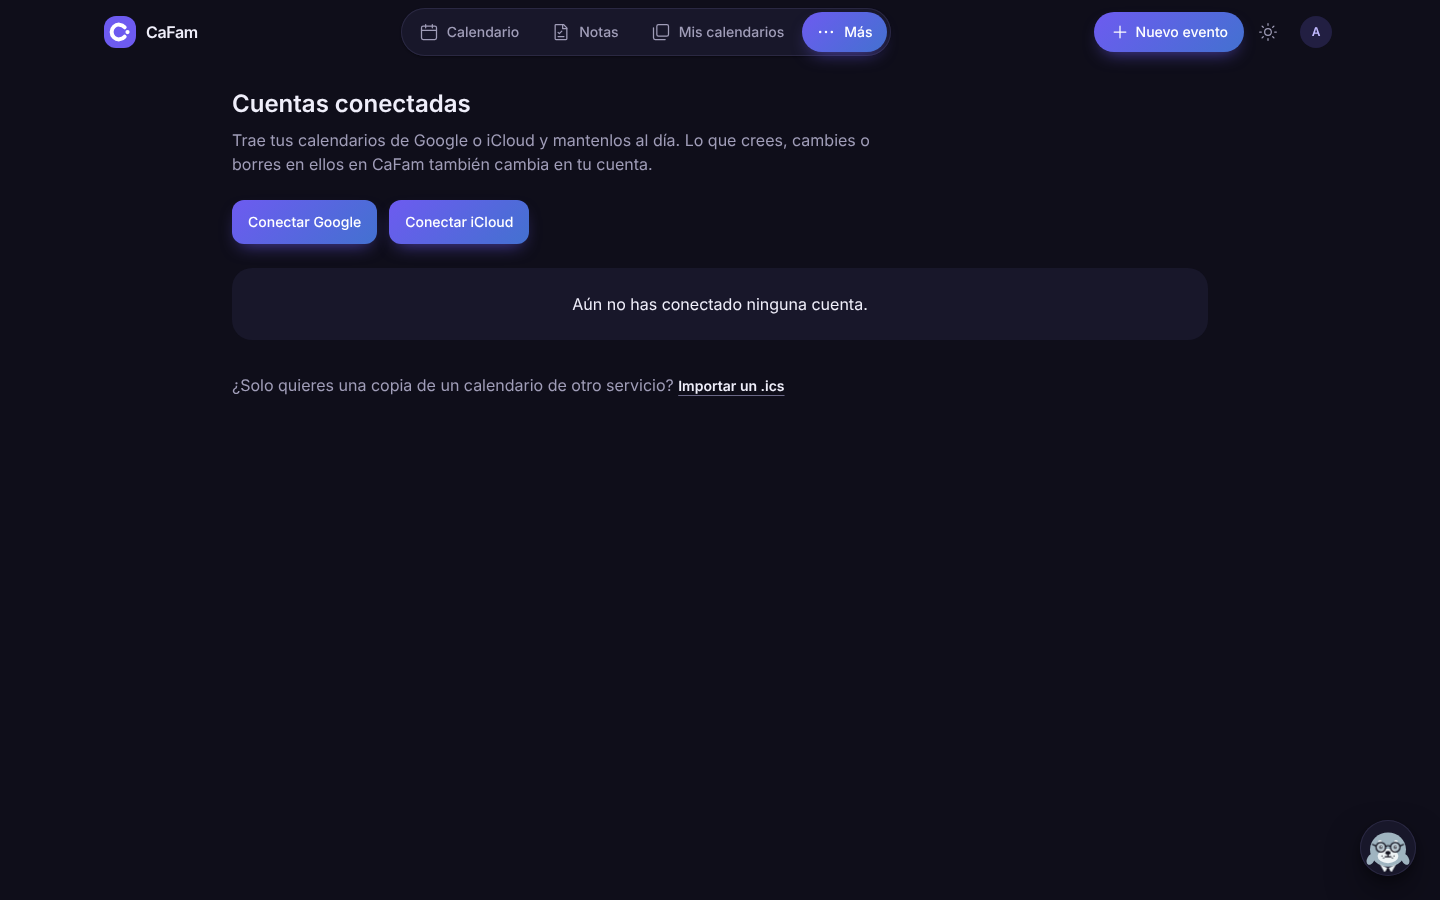 CaFam
Calendario
Notas
Mis calendarios
Más
Nuevo evento
A
Cuentas conectadas
Trae tus calendarios de Google o iCloud y mantenlos al día. Lo que crees, cambies o
borres en ellos en CaFam también cambia en tu cuenta.
Conectar Google
Conectar iCloud
Aún no has conectado ninguna cuenta.
¿Solo quieres una copia de un calendario de otro servicio? Importar un .ics